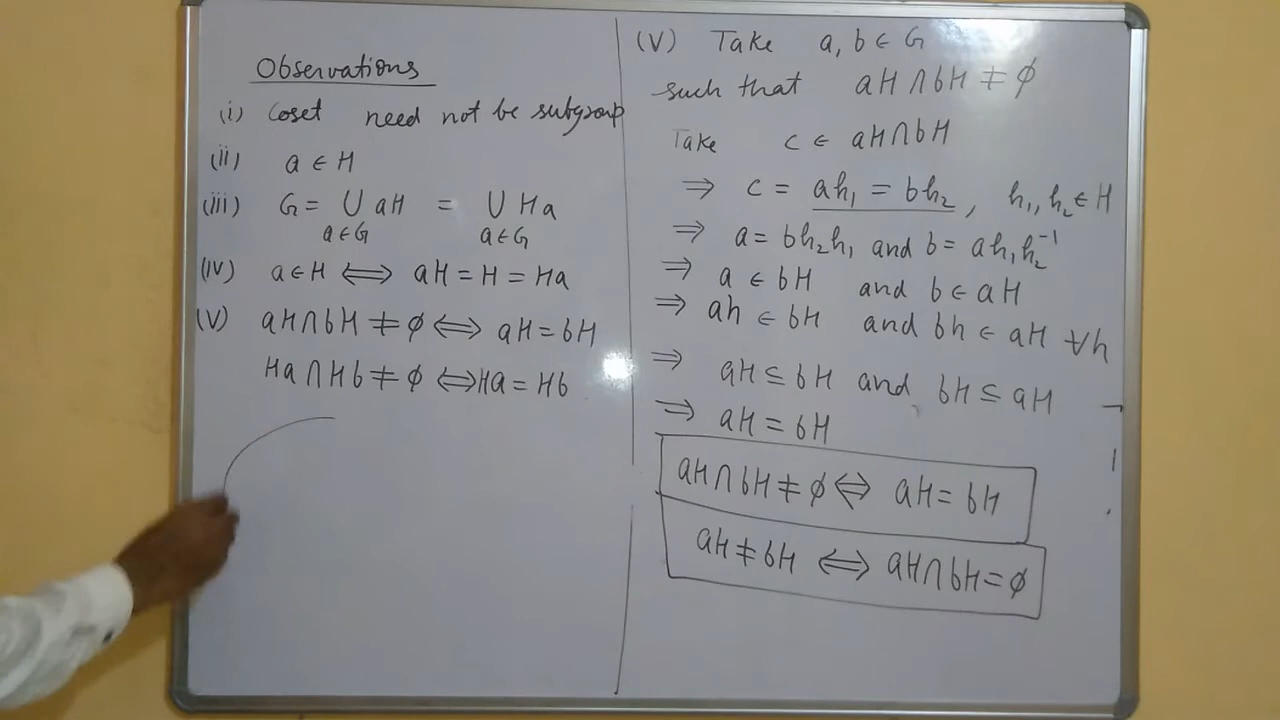 Observations
(i) Coset need not be subgroup
(ii) a ∈ H
(iii) G = ∪ aH = ∪ Ha
a∈G a∈G
(iv) a∈H ⟺ aH = H = Ha
(v) aH∩bH ≠ φ ⟺ aH = bH
Ha∩Hb ≠ φ ⟺ Ha = Hb
(v) Take a, b ∈ G
such that aH∩bH ≠ φ
Take c ∈ aH∩bH
⇒ c = ah₁ = bh₂, h₁, h₂ ∈ H
⇒ a = bh₂h₁ and b = ah₁h₂⁻¹
⇒ a ∈ bH and b ∈ aH
⇒ ah ∈ bH and bh ∈ aH ∀h
⇒ aH ⊆ bH and bH ⊆ aH
⇒ aH = bH
aH∩bH ≠ φ ⟺ aH = bH
aH ≠ bH ⟺ aH∩bH = φ